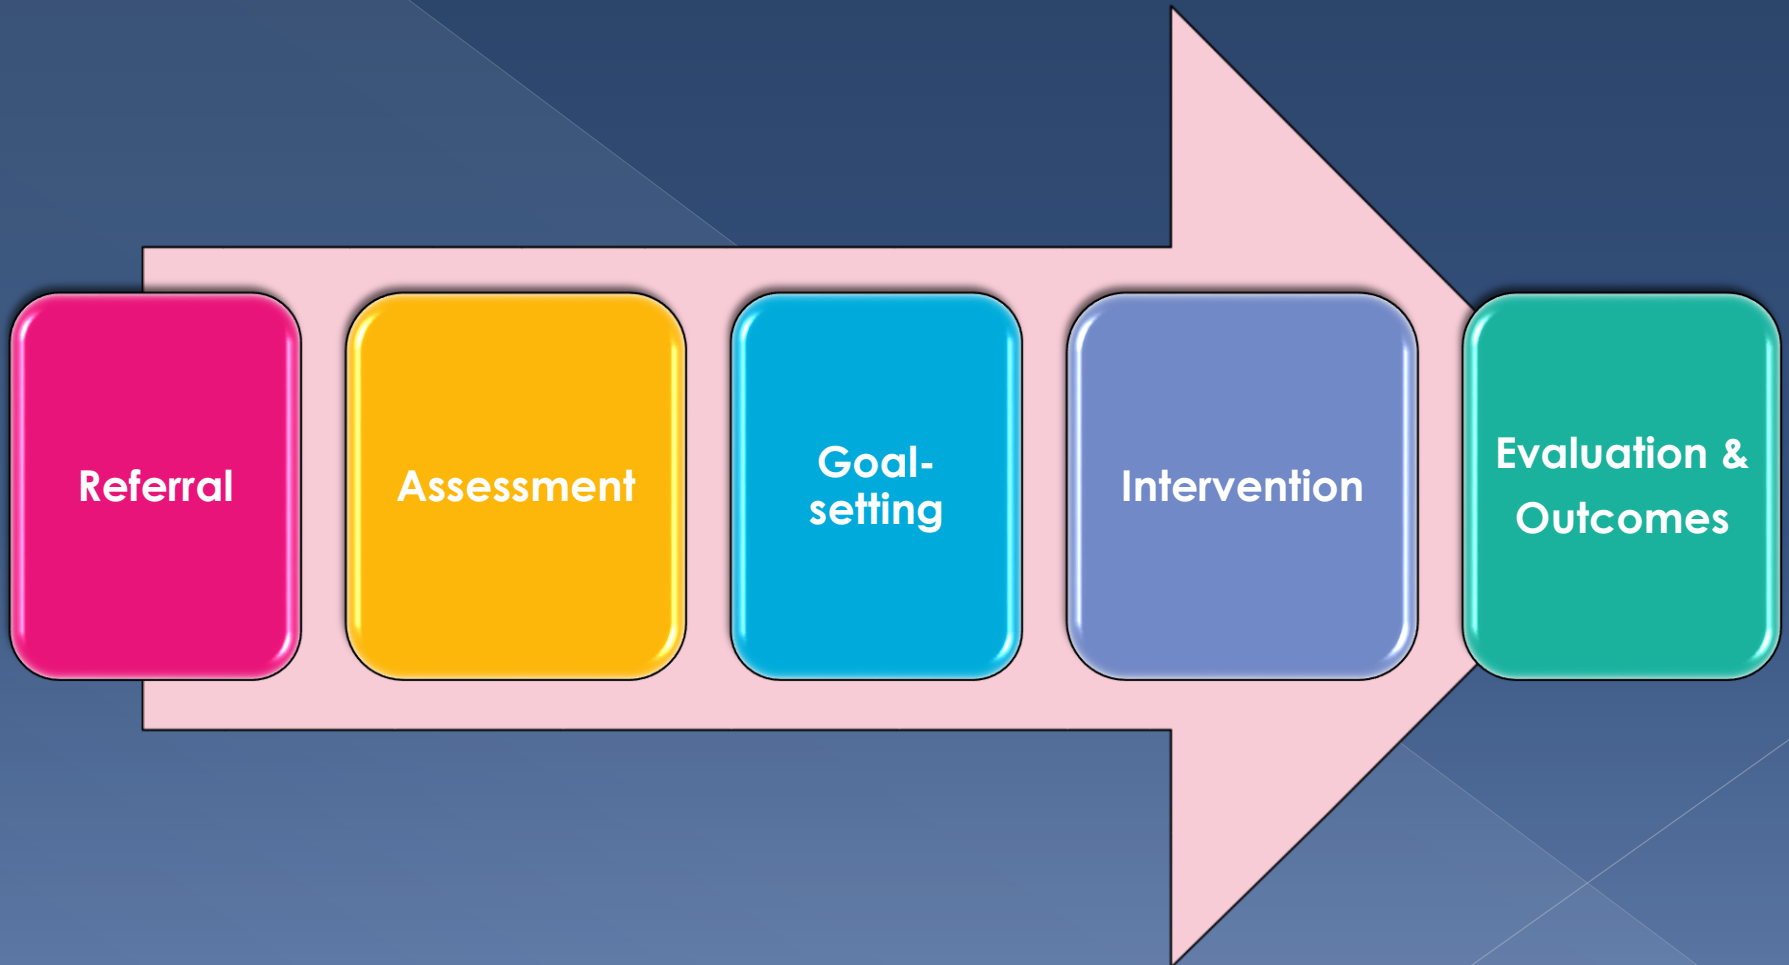 Referral
Assessment
Goal-
setting
Intervention
Evaluation &
Outcomes